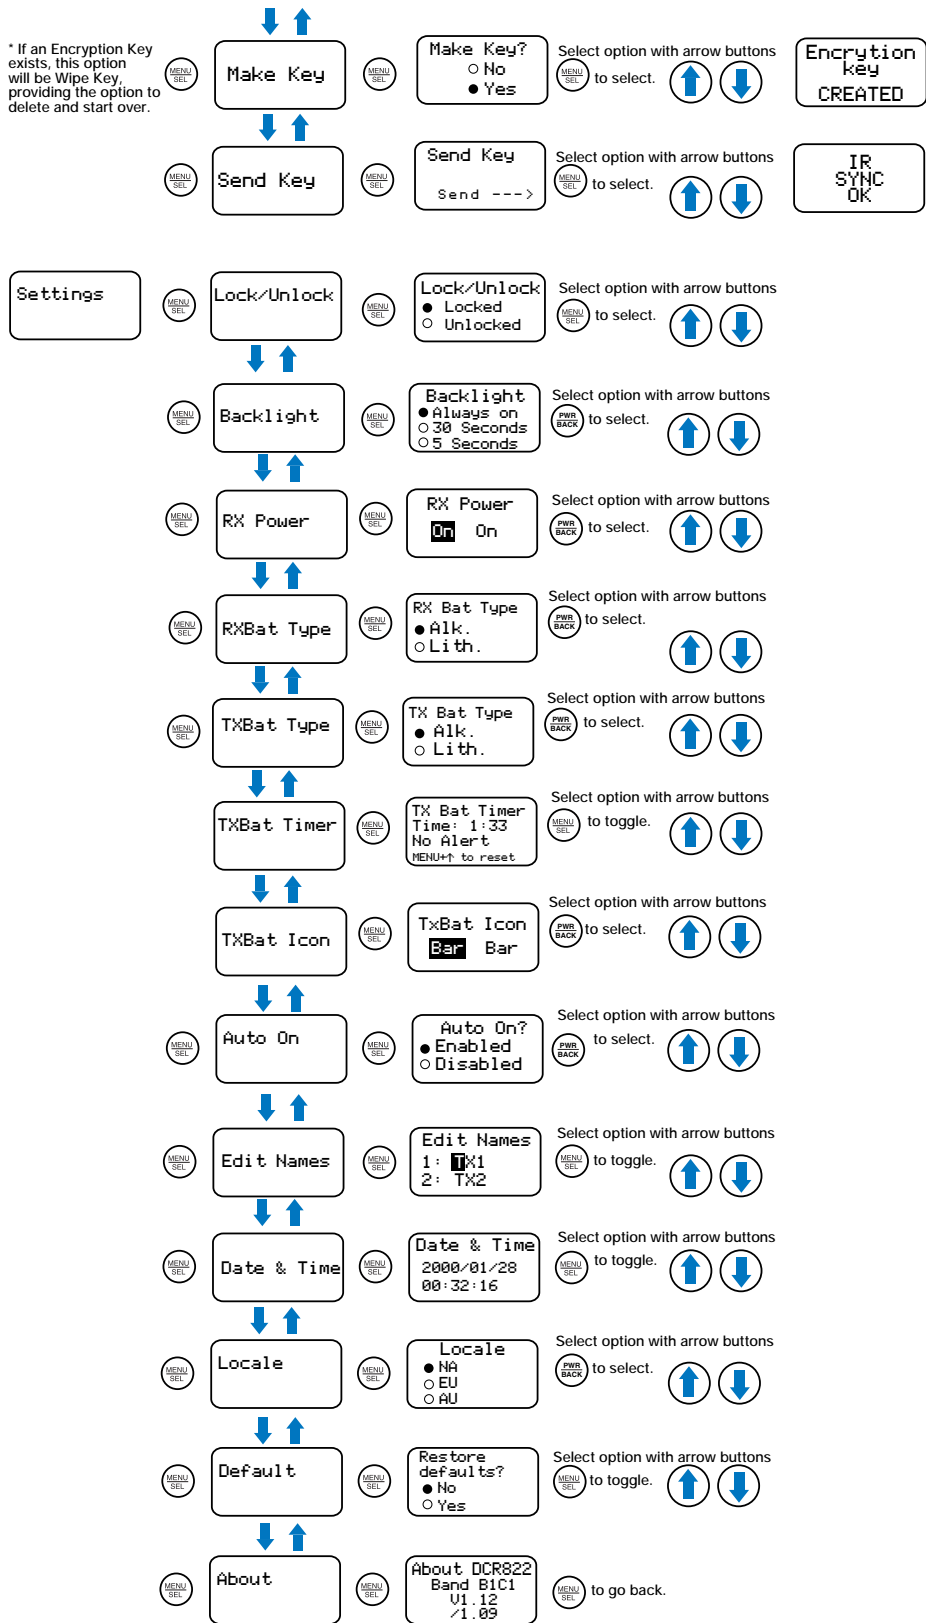 * If an Encryption Key
exists, this option
will be Wipe Key,
providing the option to
delete and start over.
MENU
SEL
Make Key
MENU
SEL
Make Key?
No
Yes
Select option with arrow buttons
MENU
SEL
to select.
Encrytion
key
CREATED
MENU
SEL
Send Key
MENU
SEL
Send Key
Send --->
Select option with arrow buttons
MENU
SEL
to select.
IR
SYNC
OK
Settings
MENU
SEL
Lock/Unlock
MENU
SEL
Lock/Unlock
Locked
Unlocked
Select option with arrow buttons
MENU
SEL
to select.
MENU
SEL
Backlight
MENU
SEL
Backlight
Always on
30 Seconds
5 Seconds
Select option with arrow buttons
PWR
BACK
to select.
MENU
SEL
RX Power
MENU
SEL
RX Power
On On
Select option with arrow buttons
PWR
BACK
to select.
MENU
SEL
RXBat Type
MENU
SEL
RX Bat Type
Alk.
Lith.
Select option with arrow buttons
PWR
BACK
to select.
MENU
SEL
TXBat Type
MENU
SEL
TX Bat Type
Alk.
Lith.
Select option with arrow buttons
PWR
BACK
to select.
TXBat Timer
MENU
SEL
TX Bat Timer
Time: 1:33
No Alert
MENU+↑ to reset
Select option with arrow buttons
MENU
SEL
to toggle.
TXBat Icon
MENU
SEL
TxBat Icon
Bar Bar
Select option with arrow buttons
PWR
BACK
to select.
MENU
SEL
Auto On
MENU
SEL
Auto On?
Enabled
Disabled
Select option with arrow buttons
PWR
BACK
to select.
MENU
SEL
Edit Names
MENU
SEL
Edit Names
1: TX1
2: TX2
Select option with arrow buttons
MENU
SEL
to toggle.
MENU
SEL
Date & Time
MENU
SEL
Date & Time
2000/01/28
00:32:16
Select option with arrow buttons
MENU
SEL
to toggle.
MENU
SEL
Locale
MENU
SEL
Locale
NA
EU
AU
Select option with arrow buttons
PWR
BACK
to select.
MENU
SEL
Default
MENU
SEL
Restore
defaults?
No
Yes
Select option with arrow buttons
MENU
SEL
to toggle.
MENU
SEL
About
MENU
SEL
About DCR822
Band B1C1
V1.12
/1.09
MENU
SEL
to go back.